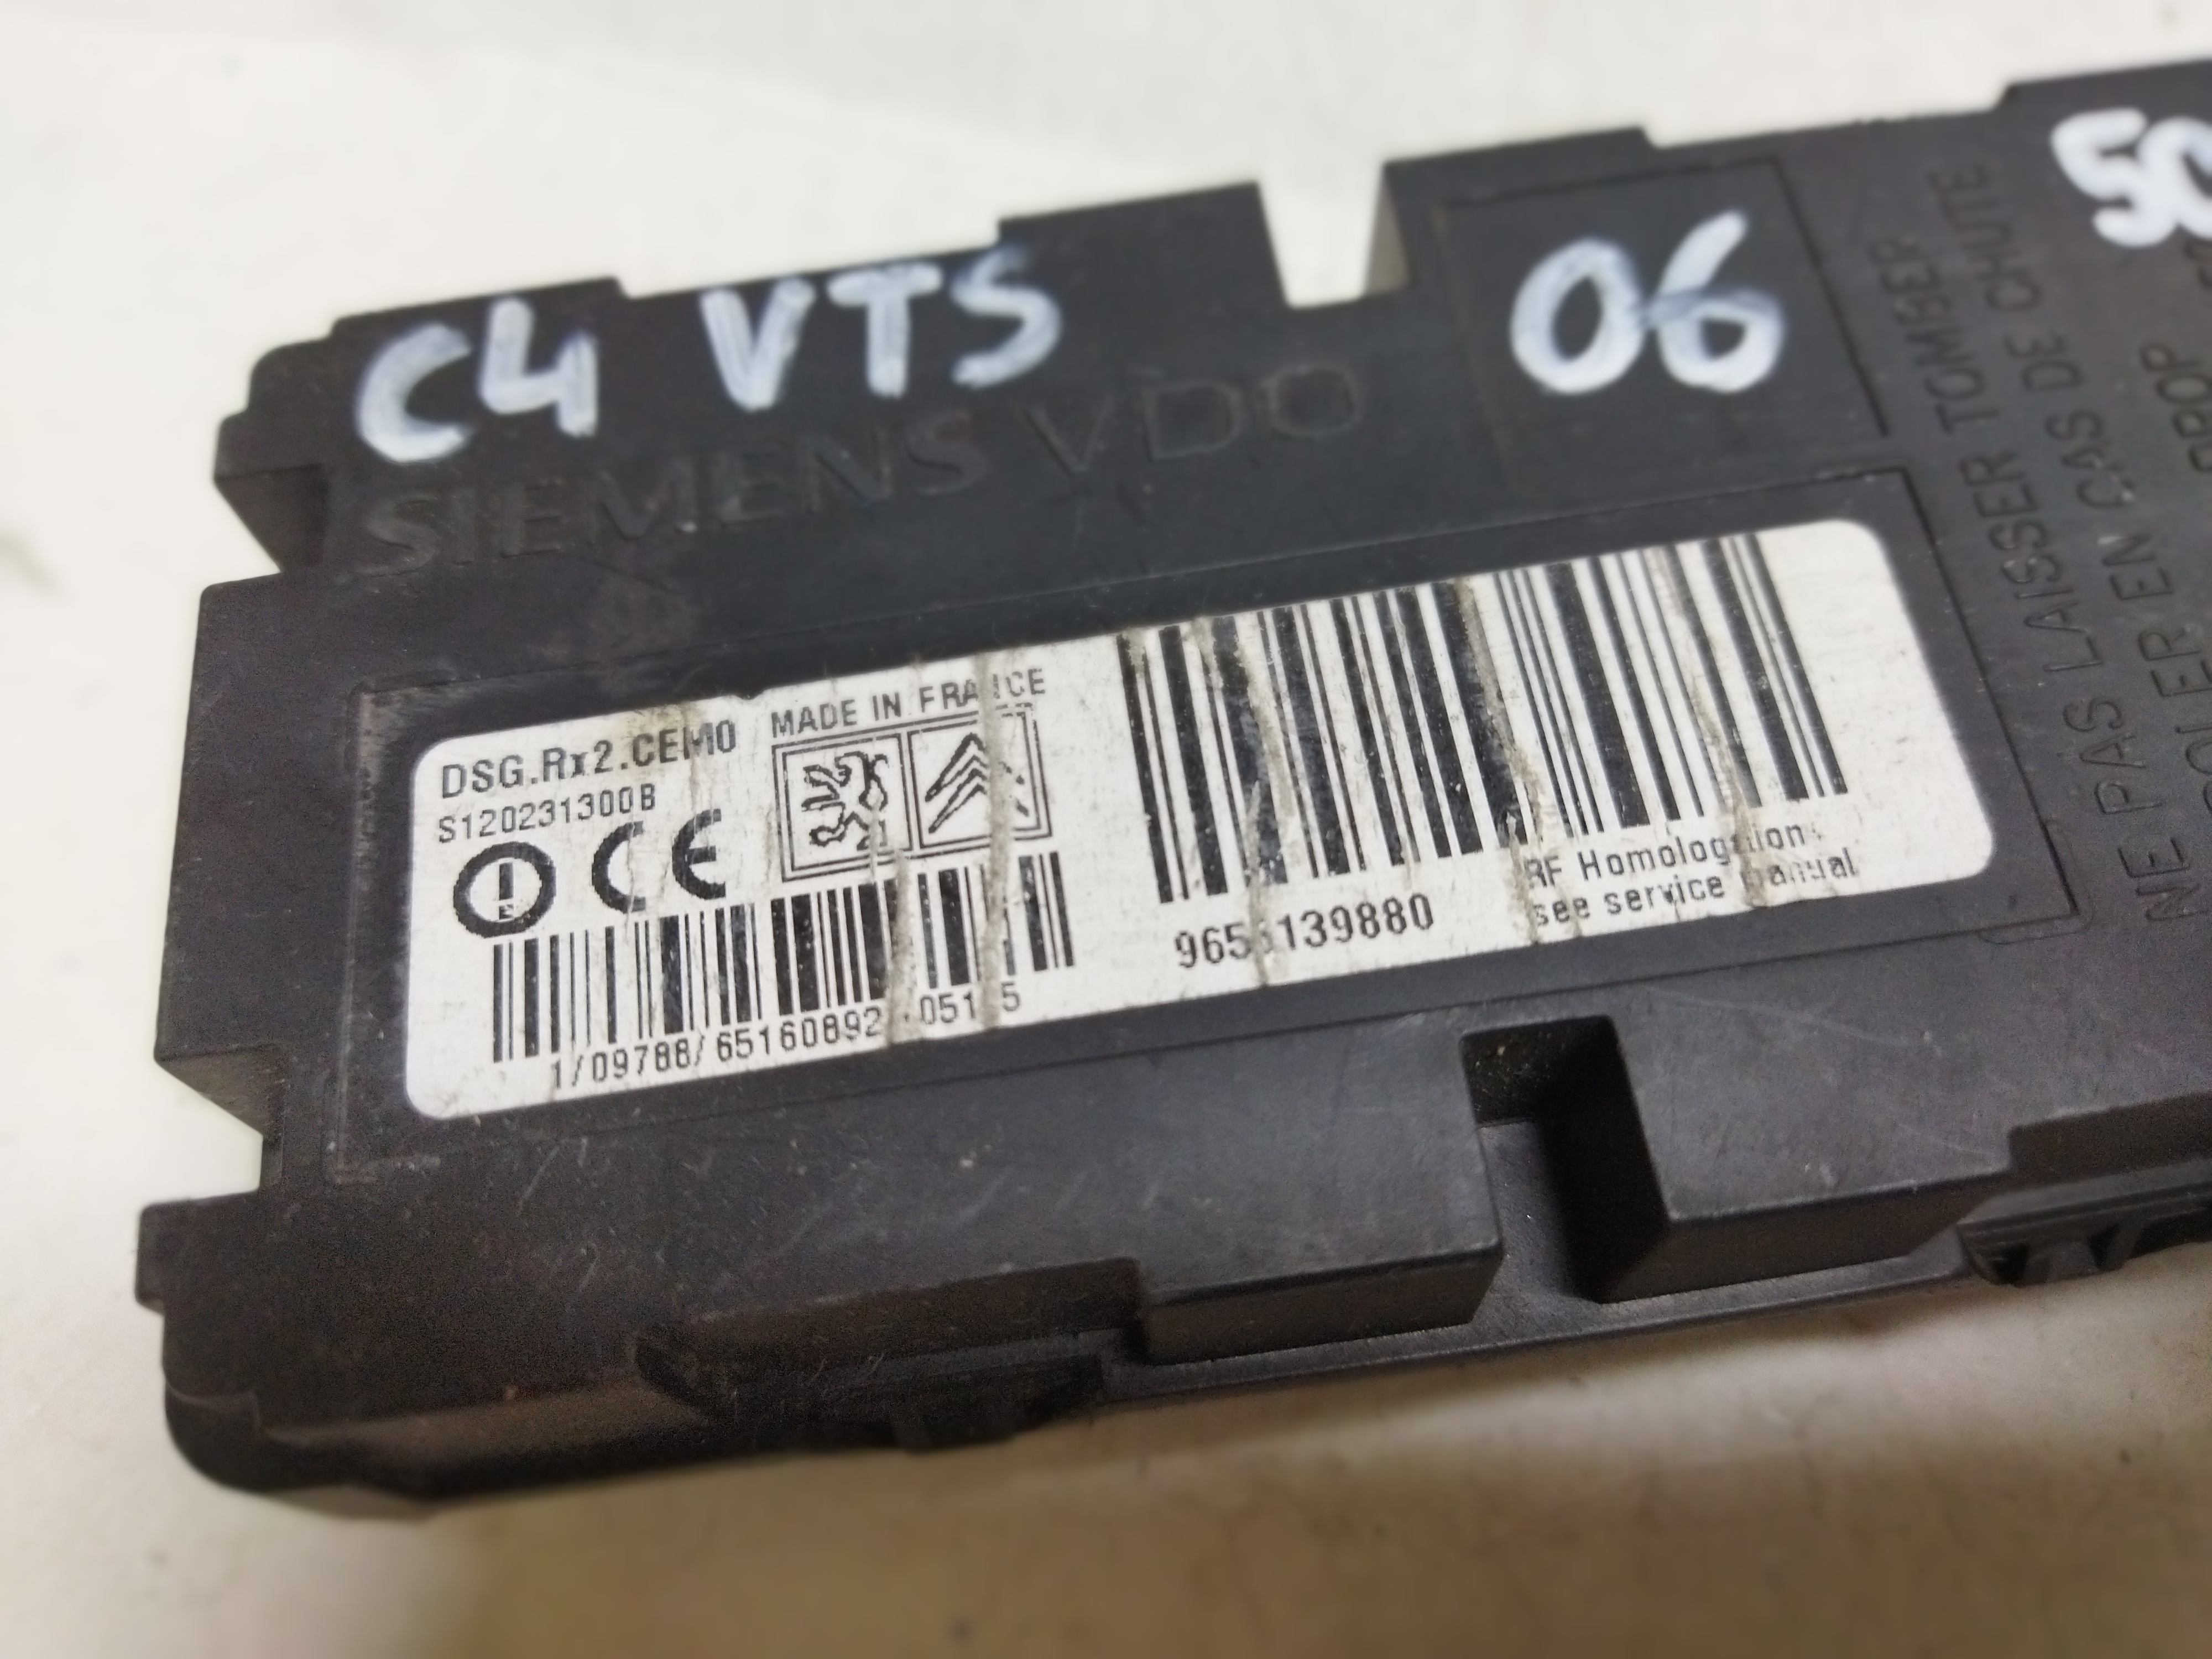 C4 VTS 06
SIEMENS VDO
DSG.Rx2.CEM0
S120231300B
MADE IN FRANCE
CE
1/09788/65160892
RF Homologation:
see service manual
NE PAS LAISSER TOMBER
EN CAS DE CHUTE